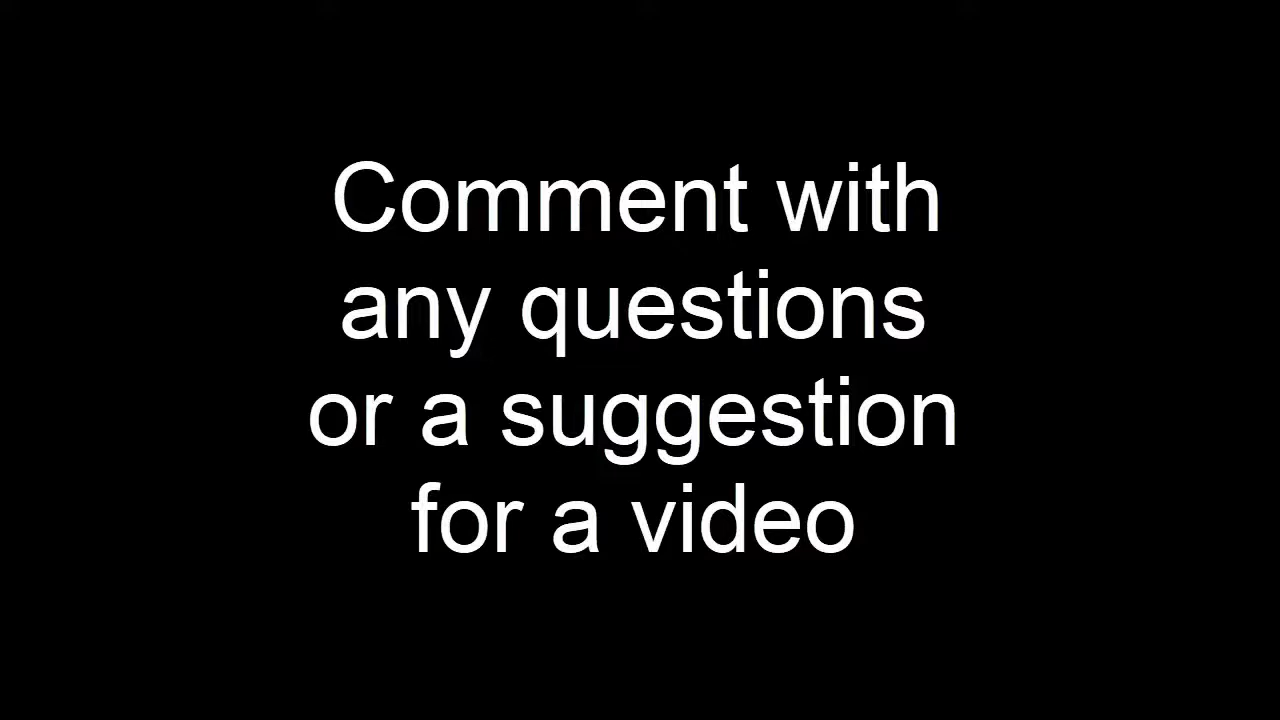 Comment with
any questions
or a suggestion
for a video